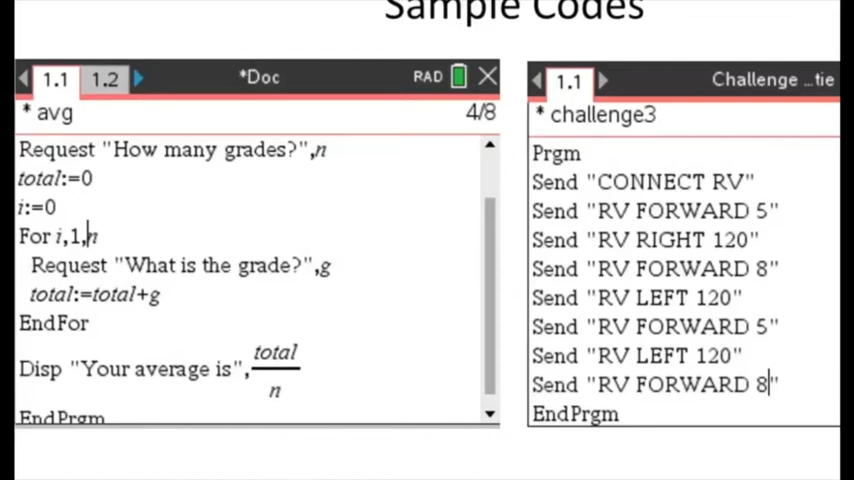 Sample Codes
1.1 1.2 *Doc RAD
* avg 4/8
Request "How many grades?",n
total:=0
i:=0
For i,1,n
Request "What is the grade?",g
total:=total+g
EndFor
Disp "Your average is",total/n
EndPrgm
1.1 Challenge ...tie
* challenge3
Prgm
Send "CONNECT RV"
Send "RV FORWARD 5"
Send "RV RIGHT 120"
Send "RV FORWARD 8"
Send "RV LEFT 120"
Send "RV FORWARD 5"
Send "RV LEFT 120"
Send "RV FORWARD 8"
EndPrgm